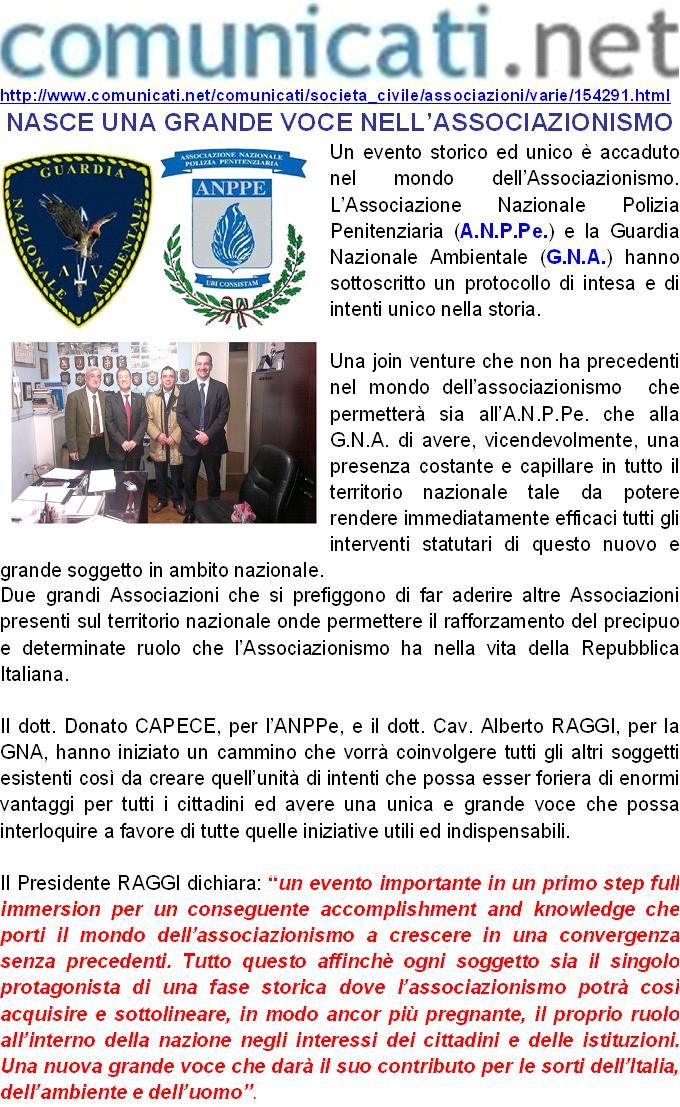 comunicati.net
http://www.comunicati.net/comunicati/societa_civile/associazioni/varie/154291.html
NASCE UNA GRANDE VOCE NELL’ASSOCIAZIONISMO
GUARDIA
NAZIONALE
AMBIENTALE
A V
ASSOCIAZIONE NAZIONALE
POLIZIA PENITENZIARIA
ANPPE
UBI CONSISTAM
Un evento storico ed unico è accaduto
nel mondo dell’Associazionismo.
L’Associazione Nazionale Polizia
Penitenziaria (A.N.P.Pe.) e la Guardia
Nazionale Ambientale (G.N.A.) hanno
sottoscritto un protocollo di intesa e di
intenti unico nella storia.
Una join venture che non ha precedenti
nel mondo dell’associazionismo che
permetterà sia all’A.N.P.Pe. che alla
G.N.A. di avere, vicendevolmente, una
presenza costante e capillare in tutto il
territorio nazionale tale da potere
rendere immediatamente efficaci tutti gli
interventi statutari di questo nuovo e
grande soggetto in ambito nazionale.
Due grandi Associazioni che si prefiggono di far aderire altre Associazioni
presenti sul territorio nazionale onde permettere il rafforzamento del precipuo
e determinate ruolo che l’Associazionismo ha nella vita della Repubblica
Italiana.
Il dott. Donato CAPECE, per l’ANPPe, e il dott. Cav. Alberto RAGGI, per la
GNA, hanno iniziato un cammino che vorrà coinvolgere tutti gli altri soggetti
esistenti così da creare quell’unità di intenti che possa esser foriera di enormi
vantaggi per tutti i cittadini ed avere una unica e grande voce che possa
interloquire a favore di tutte quelle iniziative utili ed indispensabili.
Il Presidente RAGGI dichiara: “un evento importante in un primo step full
immersion per un conseguente accomplishment and knowledge che
porti il mondo dell’associazionismo a crescere in una convergenza
senza precedenti. Tutto questo affinchè ogni soggetto sia il singolo
protagonista di una fase storica dove l’associazionismo potrà così
acquisire e sottolineare, in modo ancor più pregnante, il proprio ruolo
all’interno della nazione negli interessi dei cittadini e delle istituzioni.
Una nuova grande voce che darà il suo contributo per le sorti dell’Italia,
dell’ambiente e dell’uomo”.